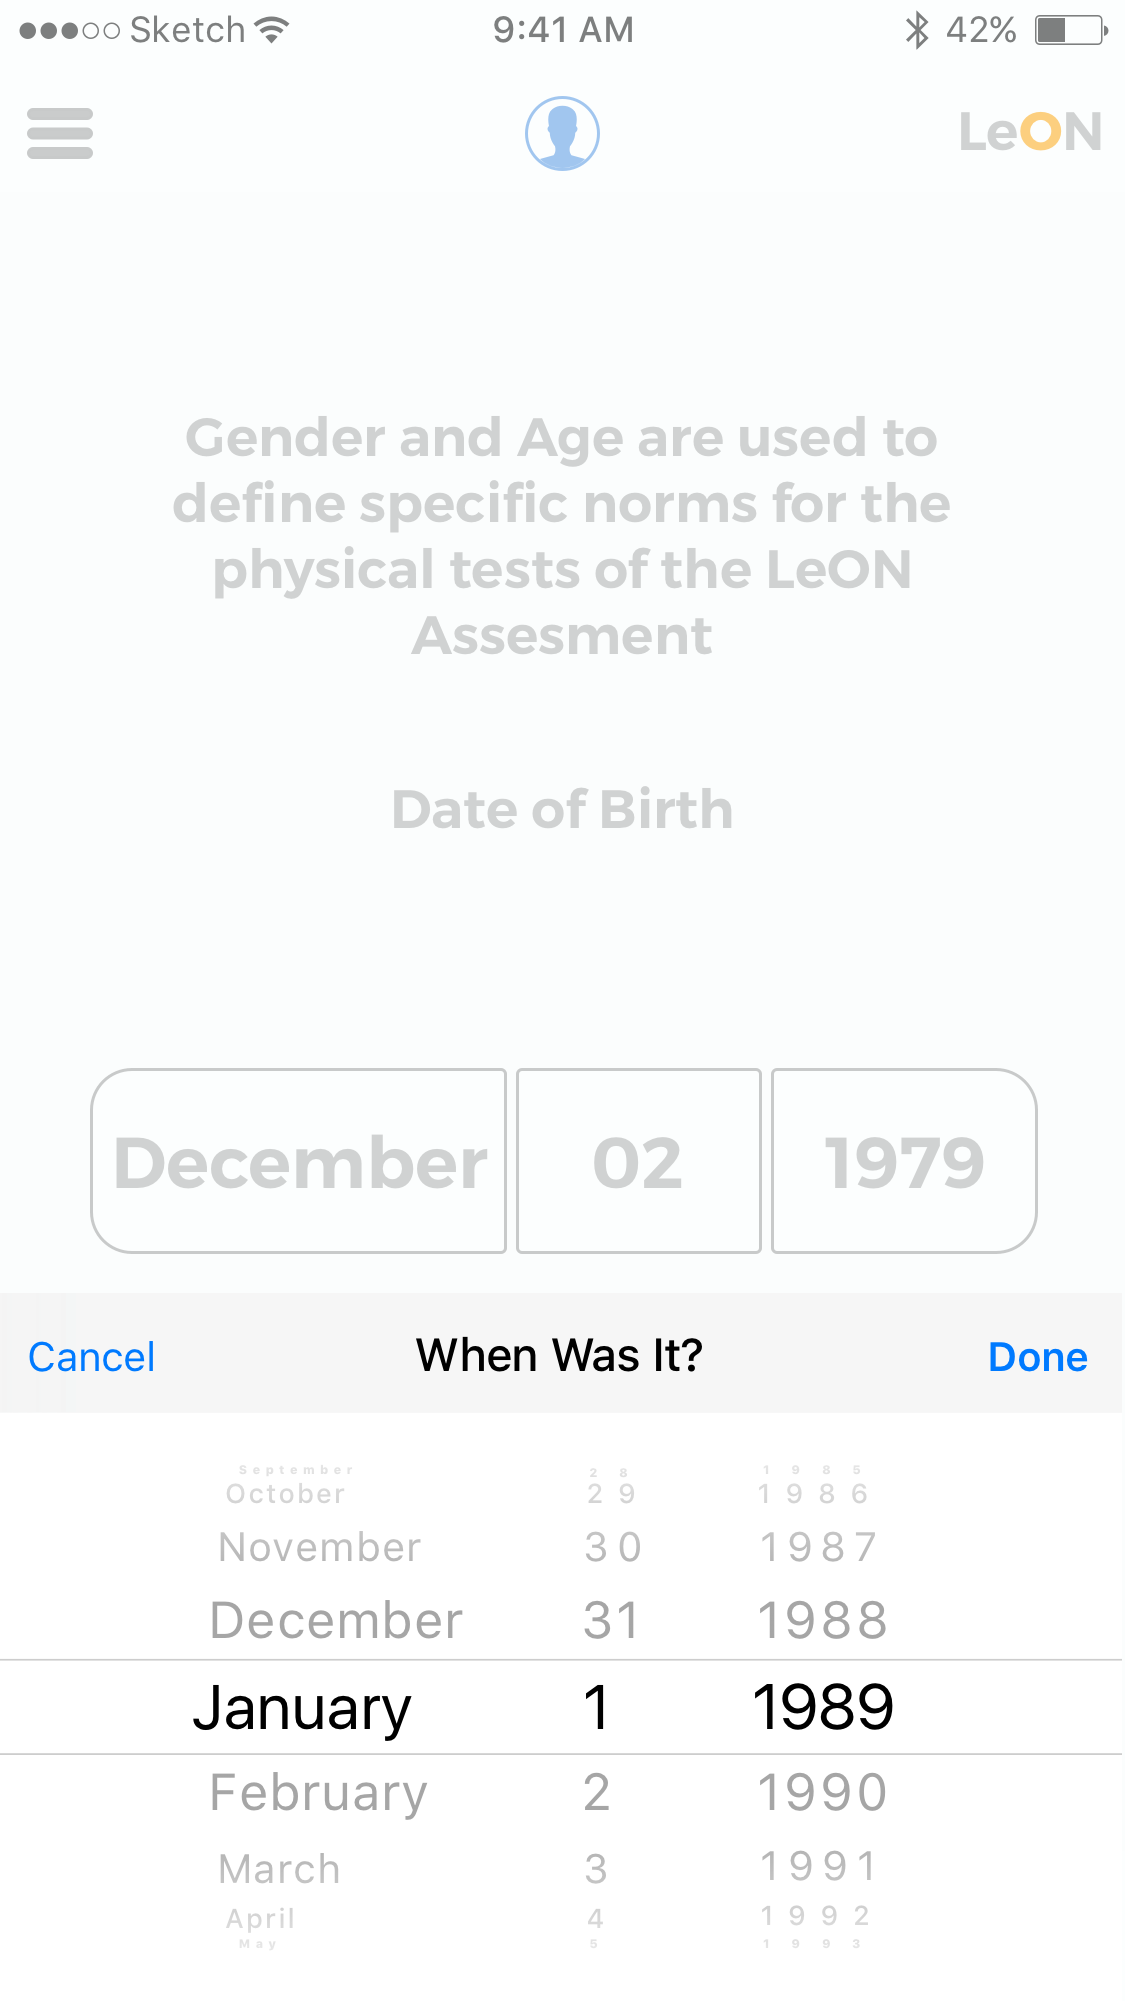 Sketch 9:41 AM 42%
LeON
Gender and Age are used to
define specific norms for the
physical tests of the LeON
Assesment
Date of Birth
December 02 1979
Cancel When Was It? Done
September 28 1985
October 29 1986
November 30 1987
December 31 1988
January 1 1989
February 2 1990
March 3 1991
April 4 1992
May 5 1993